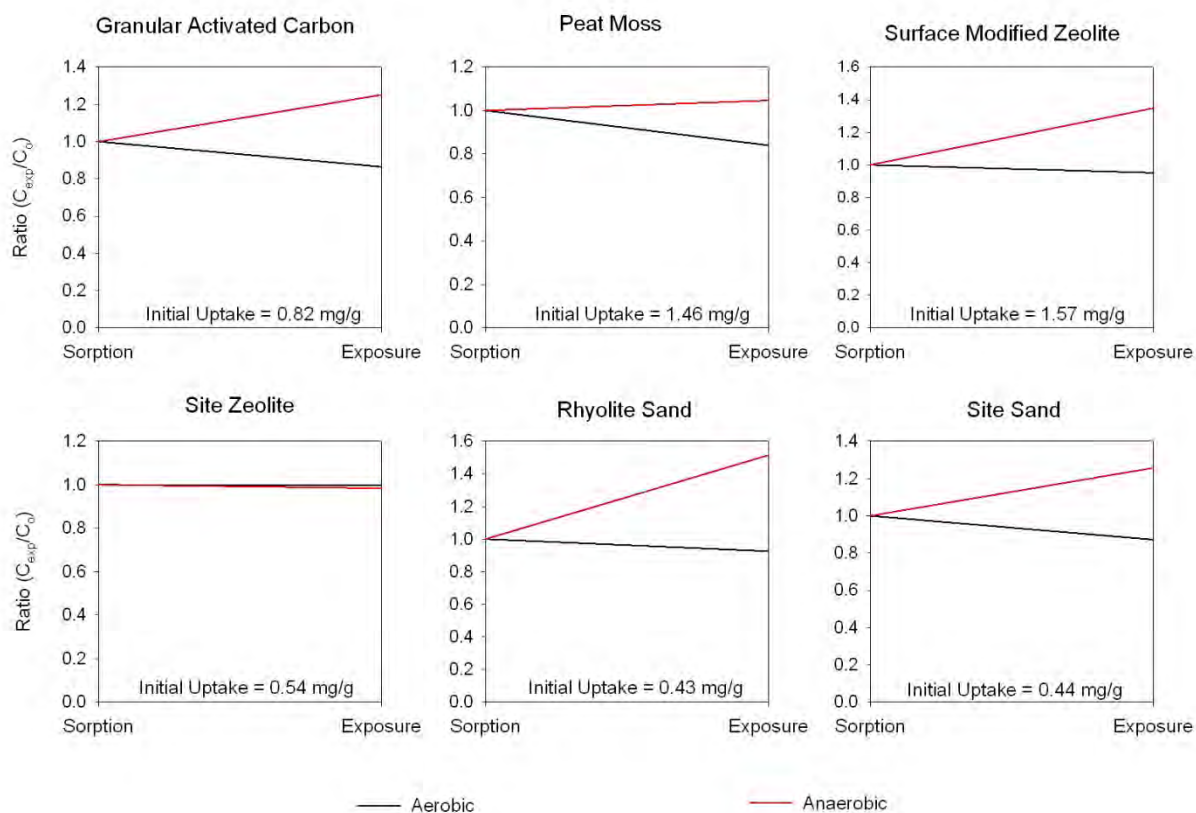 Granular Activated Carbon
Peat Moss
Surface Modified Zeolite
Ratio (Cexp/Co)
1.4
1.2
1.0
0.8
0.6
0.4
0.2
0.0
Initial Uptake = 0.82 mg/g
Sorption
Exposure
1.2
1.0
0.8
0.6
0.4
0.2
0.0
Initial Uptake = 1.46 mg/g
Sorption
Exposure
1.6
1.4
1.2
1.0
0.8
0.6
0.4
0.2
0.0
Initial Uptake = 1.57 mg/g
Sorption
Exposure
Site Zeolite
Rhyolite Sand
Site Sand
Ratio (Cexp/Co)
1.2
1.0
0.8
0.6
0.4
0.2
0.0
Initial Uptake = 0.54 mg/g
Sorption
Exposure
1.6
1.4
1.2
1.0
0.8
0.6
0.4
0.2
0.0
Initial Uptake = 0.43 mg/g
Sorption
Exposure
1.4
1.2
1.0
0.8
0.6
0.4
0.2
0.0
Initial Uptake = 0.44 mg/g
Sorption
Exposure
Aerobic
Anaerobic